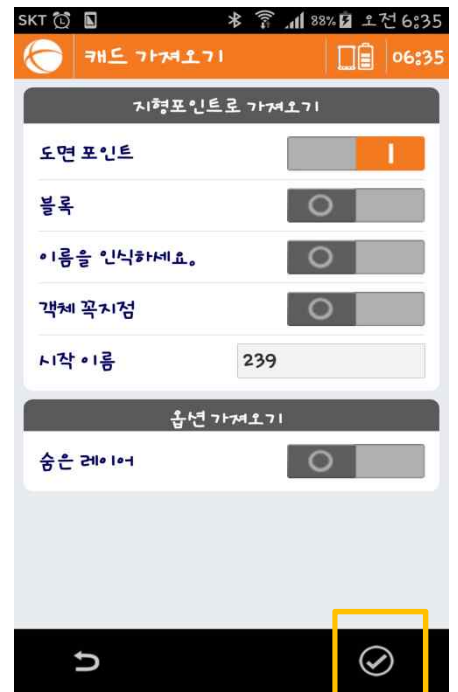 SKT 88% 오전 6:35
캐드 가져오기 06:35
지형포인트로 가져오기
도면 포인트
블록
이름을 인식하세요.
객체 꼭지점
시작 이름 239
옵션 가져오기
숨은 레이어